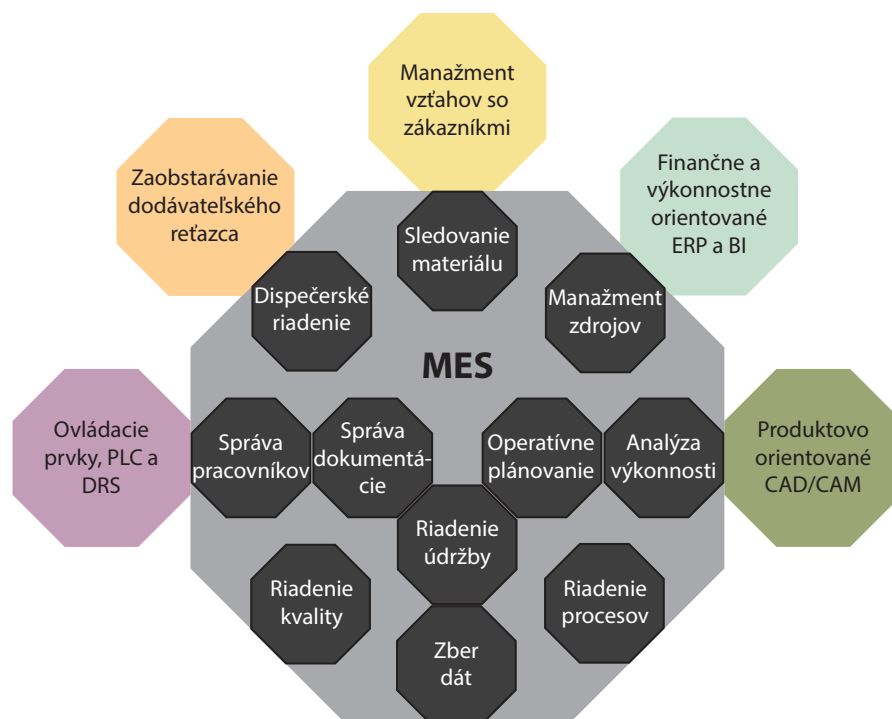 Manažment
vzťahov so
zákazníkmi
Zaobstarávanie
dodávateľského
reťazca
Finančne a
výkonnostne
orientované
ERP a BI
Sledovanie
materiálu
Dispečerské
riadenie
Manažment
zdrojov
MES
Ovládacie
prvky, PLC a
DRS
Správa
pracovníkov
Správa
dokumentá-
cie
Operatívne
plánovanie
Analýza
výkonnosti
Produktovo
orientované
CAD/CAM
Riadenie
údržby
Riadenie
kvality
Riadenie
procesov
Zber
dát